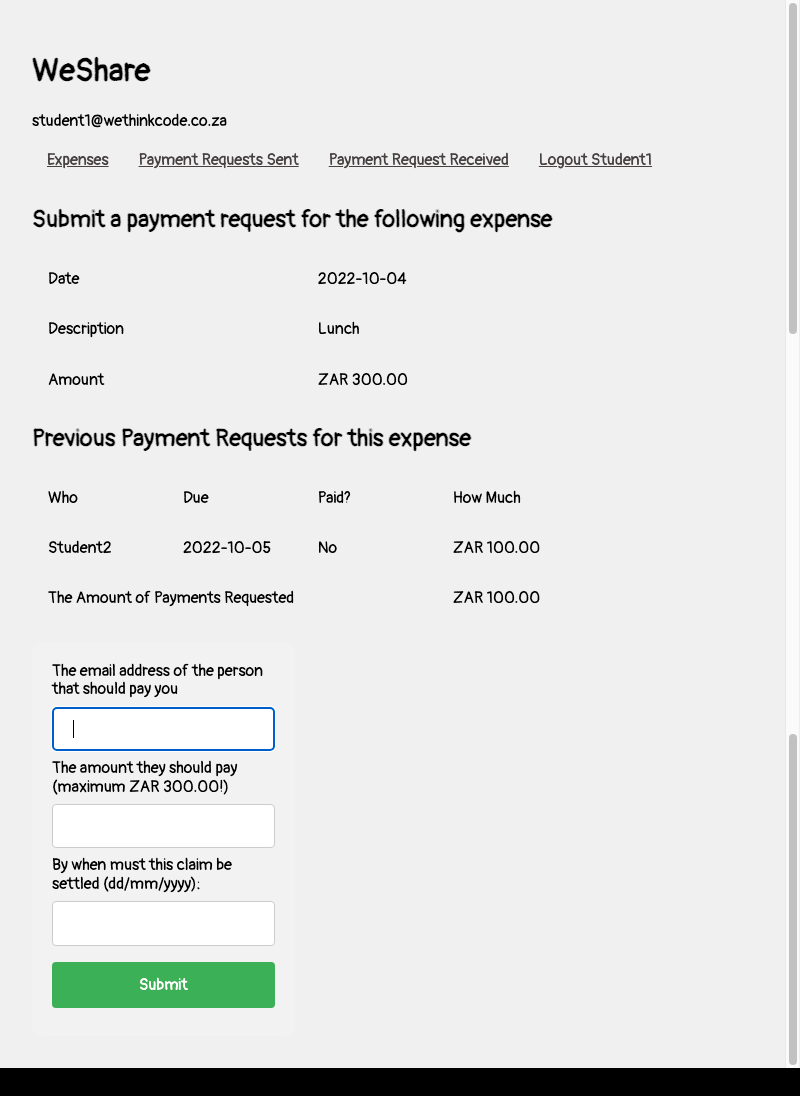 WeShare
student1@wethinkcode.co.za
Expenses Payment Requests Sent Payment Request Received Logout Student1
Submit a payment request for the following expense
Date 2022-10-04
Description Lunch
Amount ZAR 300.00
Previous Payment Requests for this expense
Who Due Paid? How Much
Student2 2022-10-05 No ZAR 100.00
The Amount of Payments Requested ZAR 100.00
The email address of the person
that should pay you
The amount they should pay
(maximum ZAR 300.00!)
By when must this claim be
settled (dd/mm/yyyy):
Submit